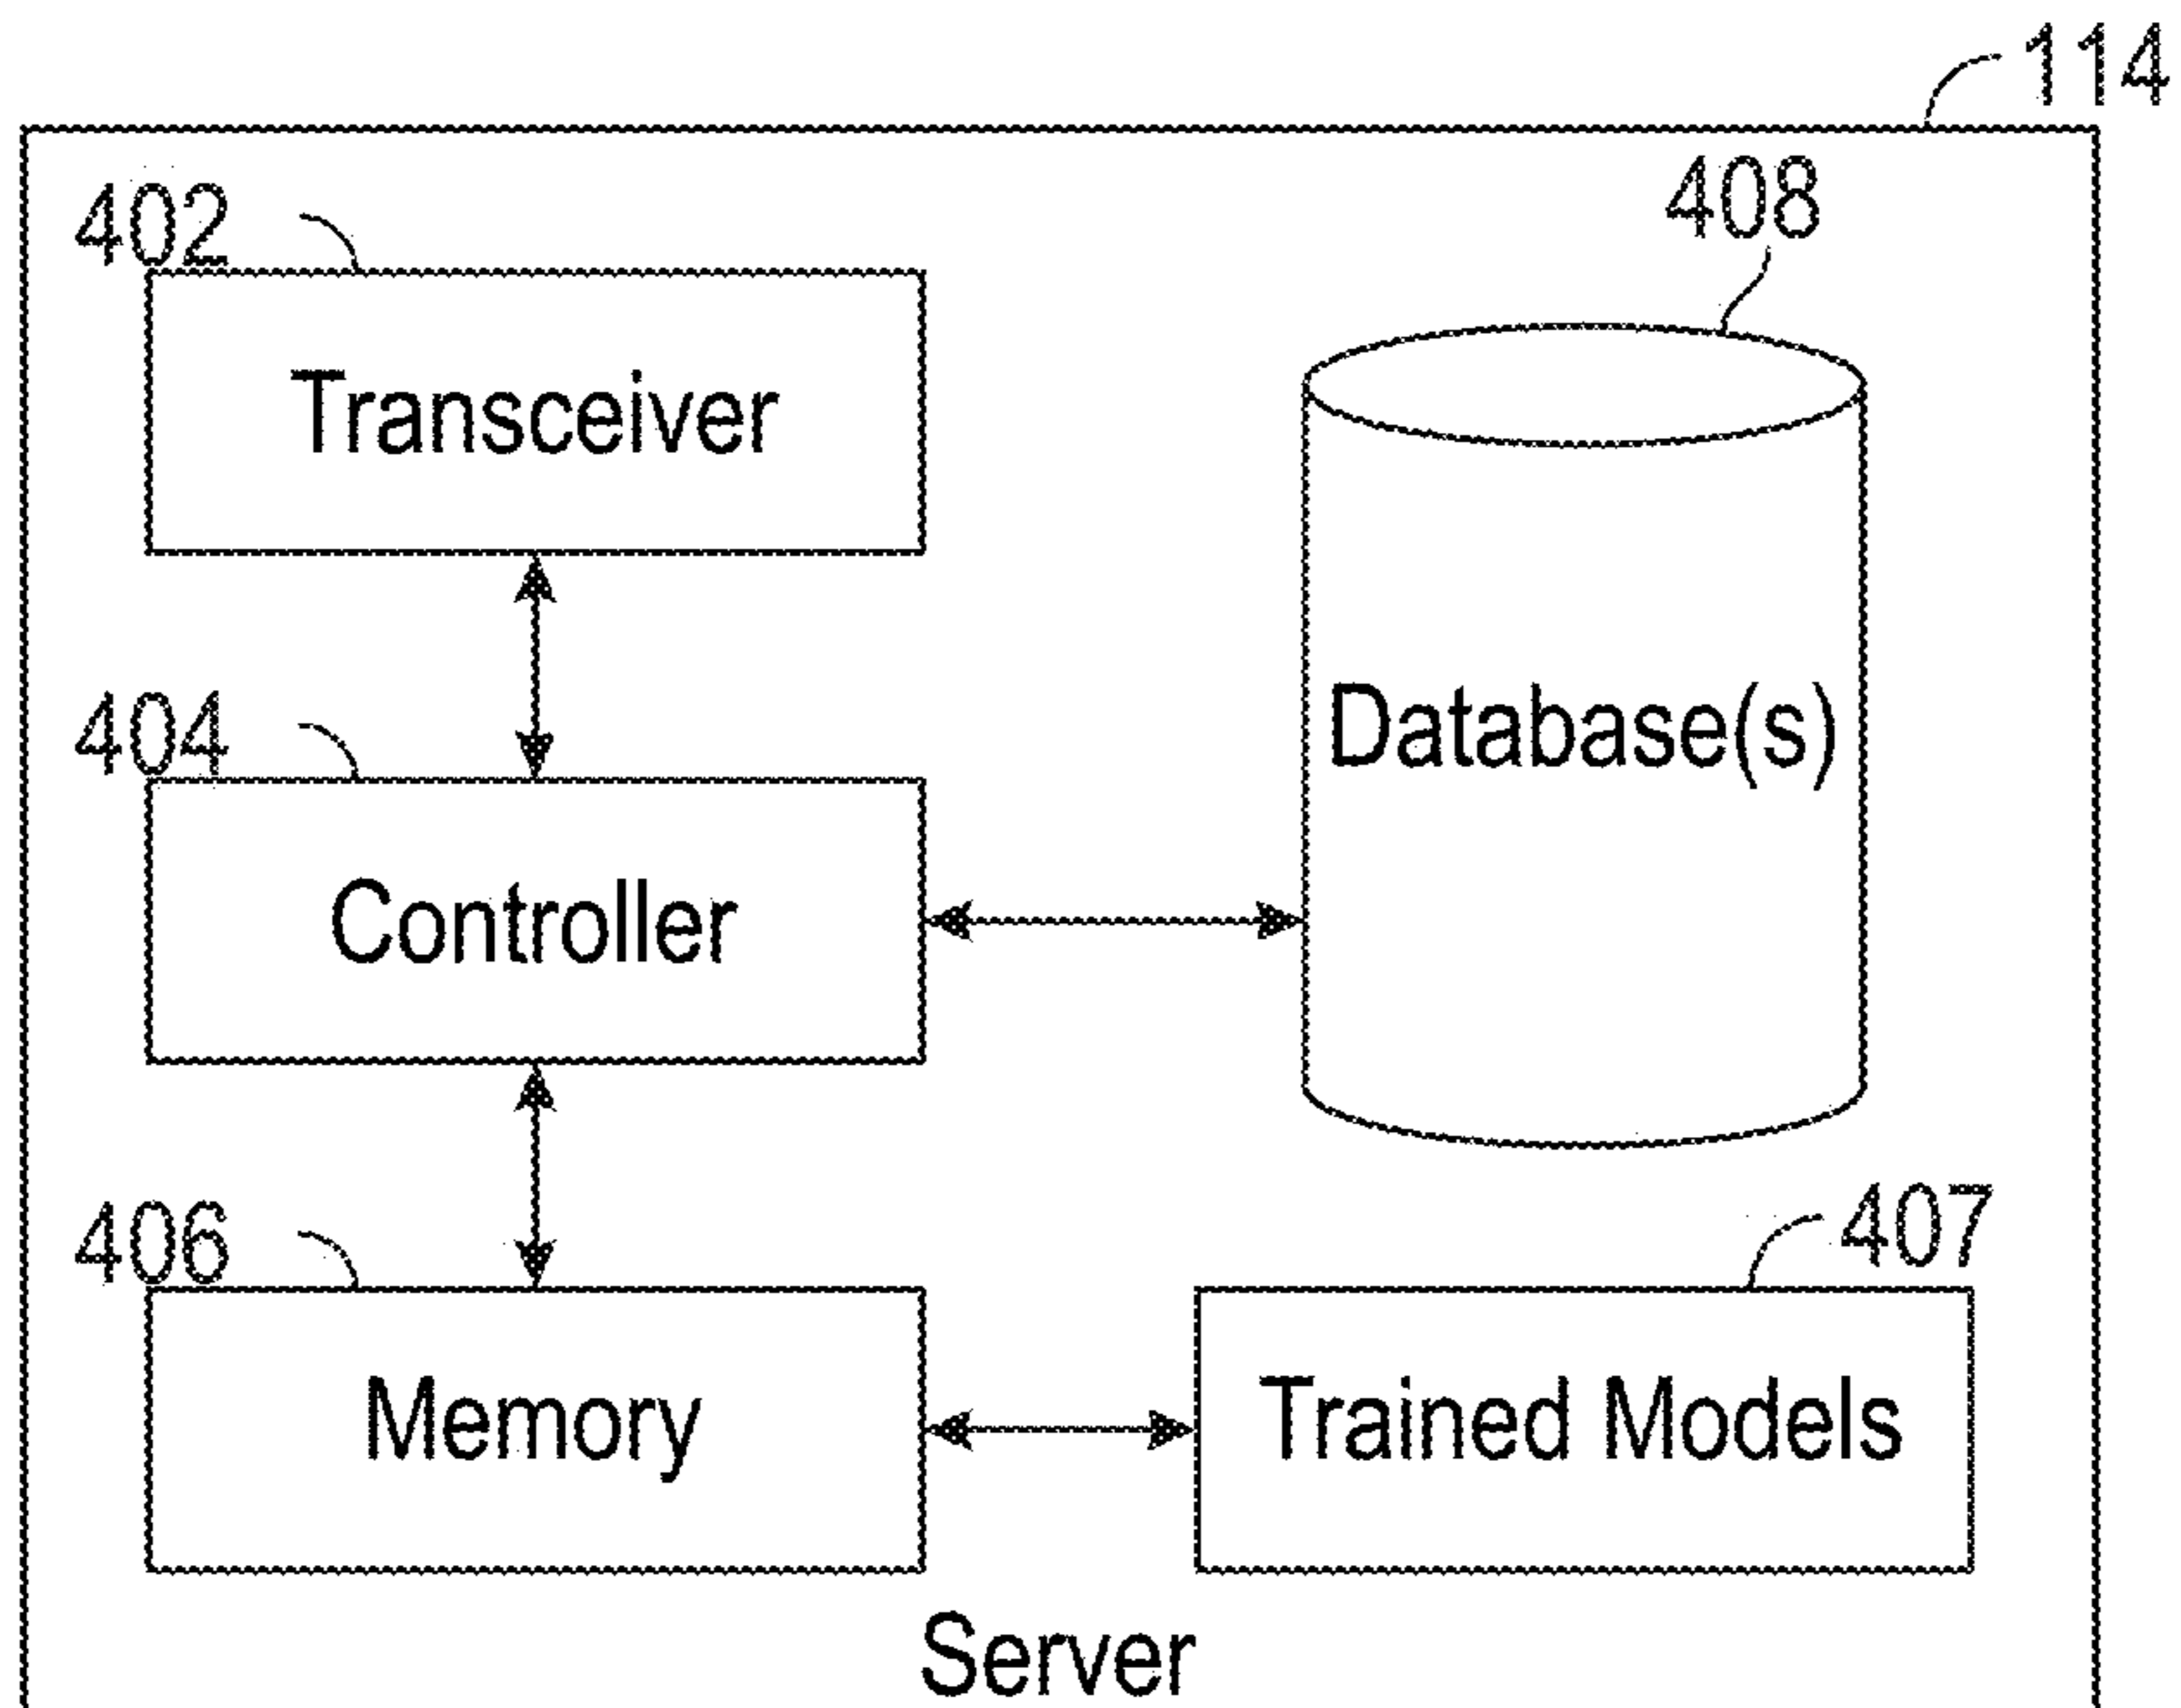 114
402
408
Transceiver
Database(s)
404
Controller
406
407
Memory
Trained Models
Server